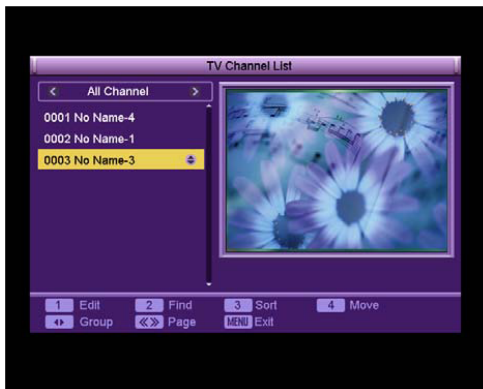 TV Channel List
All Channel
0001 No Name-4
0002 No Name-1
0003 No Name-3
1 Edit 2 Find 3 Sort 4 Move
Group Page MENU Exit